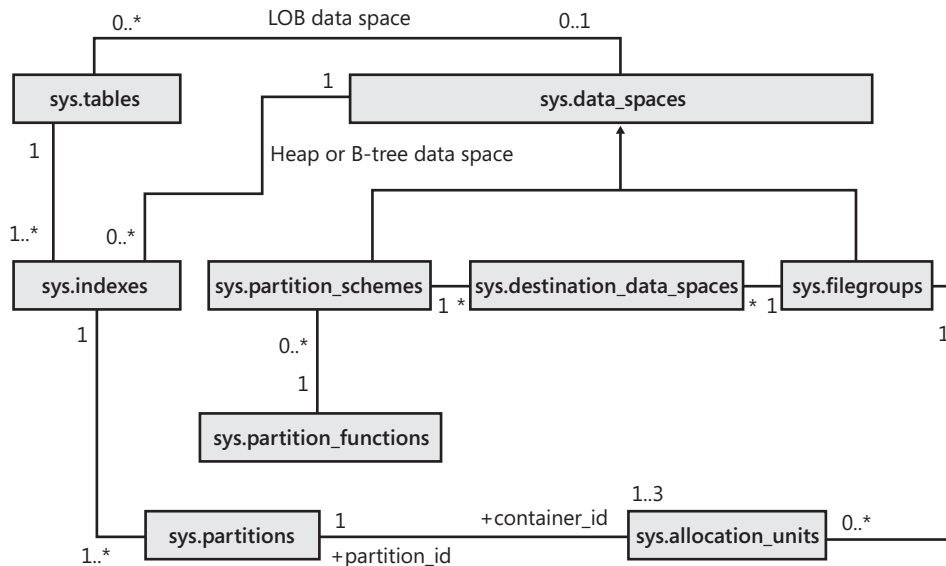 LOB data space
0..*
0..1
sys.tables
1
sys.data_spaces
1
Heap or B-tree data space
1..*
0..*
sys.indexes
sys.partition_schemes
sys.destination_data_spaces
sys.filegroups
1
1
*
*
1
1
0..*
1
sys.partition_functions
1..3
sys.partitions
1
+container_id
sys.allocation_units
0..*
1..*
+partition_id